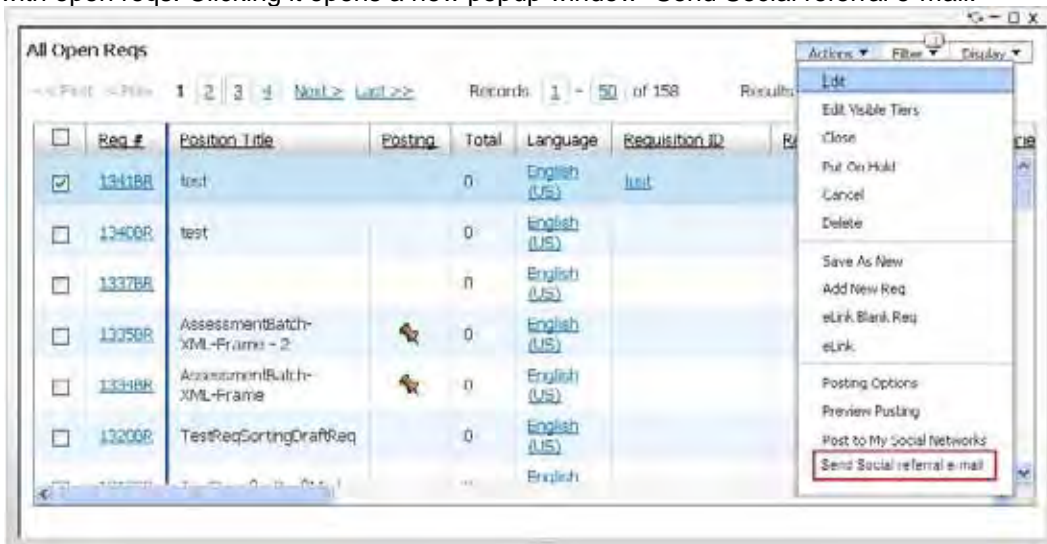 with open reqs. Clicking it opens a new popup window "Send Social referral e-mail."
All Open Reqs
Actions Filter Display
<< First < Prev 1 2 3 4 Next > Last >> Records 1 - 50 of 158 Results
Req # Position Title Posting Total Language Requisition ID
1341BR test 0 English (US) test
1340BR test 0 English (US)
1337BR 0 English (US)
1335BR AssessmentBatch-XML-Frame - 2 0 English (US)
1334BR AssessmentBatch-XML-Frame 0 English (US)
1320BR TestReqSortingDraftReq 0 English (US)
English
Edit
Edit Visible Tiers
Close
Put On Hold
Cancel
Delete
Save As New
Add New Req
eLink Blank Req
eLink
Posting Options
Preview Posting
Post to My Social Networks
Send Social referral e-mail